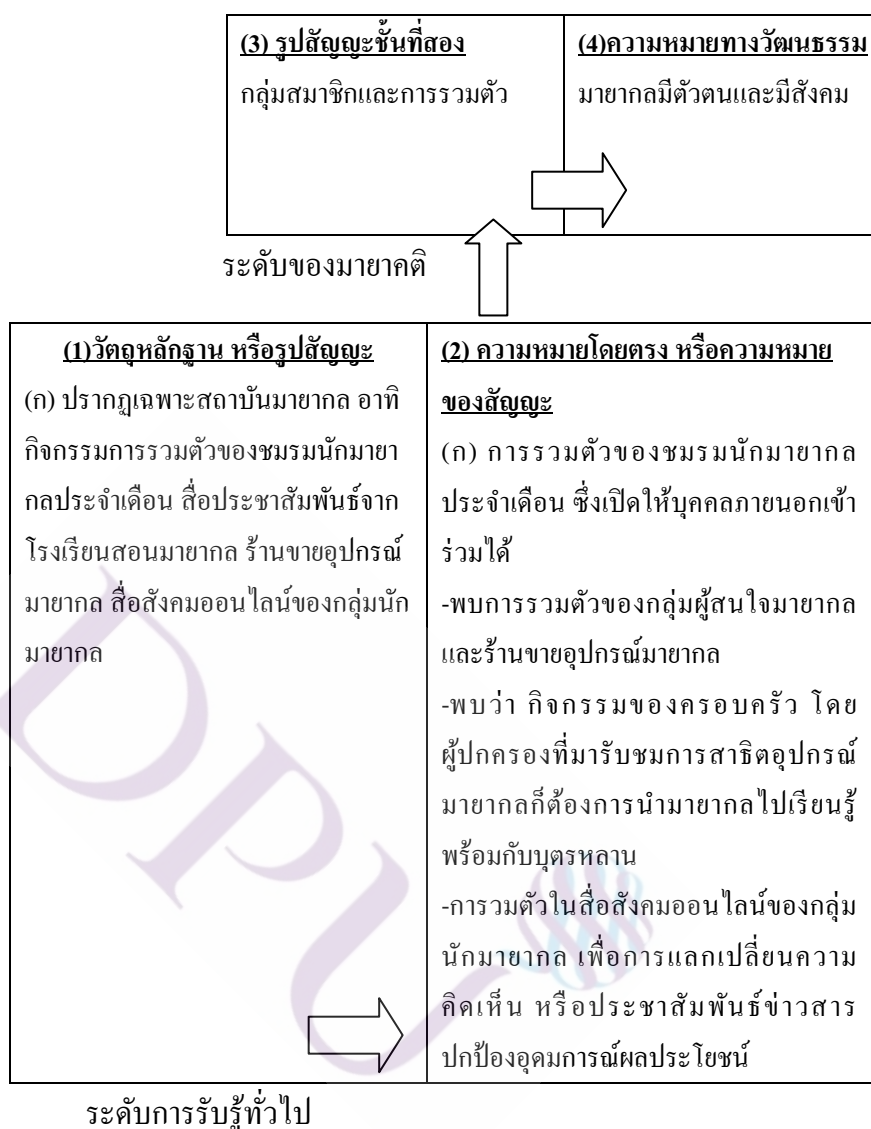 (3) รูปสัญญะชั้นที่สอง
กลุ่มสมาชิกและการรวมตัว
(4)ความหมายทางวัฒนธรรม
มายากลมีตัวตนและมีสังคม
ระดับของมายาคติ
(1)วัตถุหลักฐาน หรือรูปสัญญะ
(ก) ปรากฏเฉพาะสถาบันมายากล อาทิ
กิจกรรมการรวมตัวของชมรมนักมายา
กลประจำเดือน สื่อประชาสัมพันธ์จาก
โรงเรียนสอนมายากล ร้านขายอุปกรณ์
มายากล สื่อสังคมออนไลน์ของกลุ่มนัก
มายากล
(2) ความหมายโดยตรง หรือความหมาย
ของสัญญะ
(ก) การรวมตัวของชมรมนักมายากล
ประจำเดือน ซึ่งเปิดให้บุคคลภายนอกเข้า
ร่วมได้
-พบการรวมตัวของกลุ่มผู้สนใจมายากล
และร้านขายอุปกรณ์มายากล
-พบว่า กิจกรรมของครอบครัว โดย
ผู้ปกครองที่มารับชมการสาธิตอุปกรณ์
มายากลก็ต้องการนำมายากลไปเรียนรู้
พร้อมกับบุตรหลาน
-การวมตัวในสื่อสังคมออนไลน์ของกลุ่ม
นักมายากล เพื่อการแลกเปลี่ยนความ
คิดเห็น หรือประชาสัมพันธ์ข่าวสาร
ปกป้องอุดมการณ์ผลประโยชน์
ระดับการรับรู้ทั่วไป
DPU